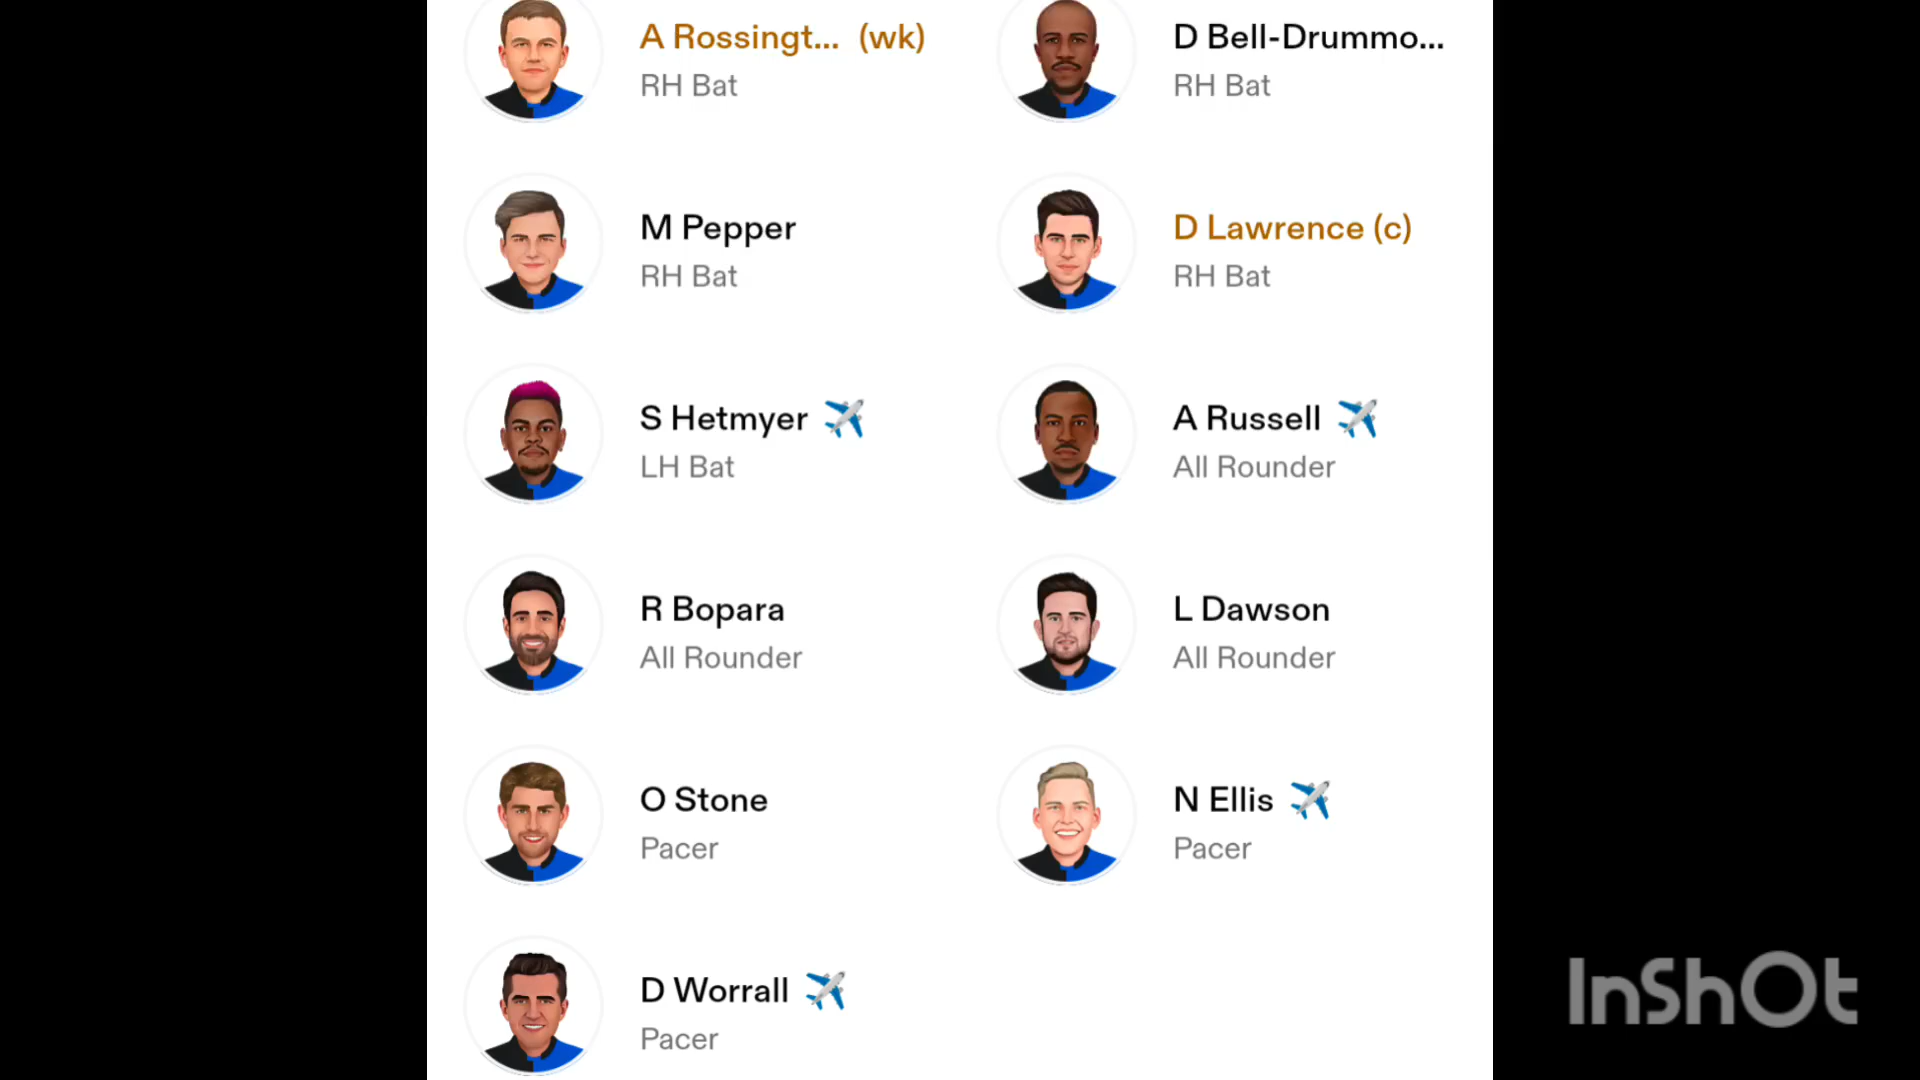 A Rossingt... (wk)
RH Bat
D Bell-Drummo...
RH Bat
M Pepper
RH Bat
D Lawrence (c)
RH Bat
S Hetmyer
LH Bat
A Russell
All Rounder
R Bopara
All Rounder
L Dawson
All Rounder
O Stone
Pacer
N Ellis
Pacer
D Worrall
Pacer
InShOt